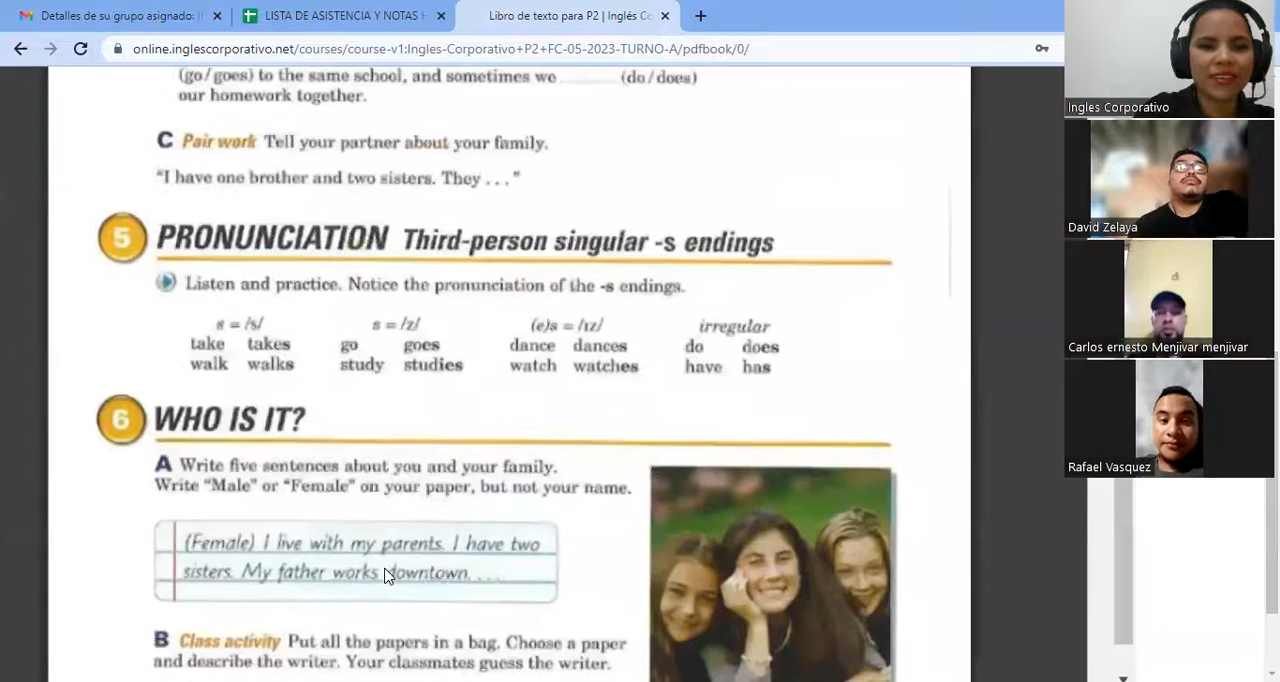 Detalles de su grupo asignado: I
LISTA DE ASISTENCIA Y NOTAS
Libro de texto para P2 | Inglés Co
online.inglescorporativo.net/courses/course-v1:Ingles-Corporativo+P2+FC-05-2023-TURNO-A/pdfbook/0/
(go/goes) to the same school, and sometimes we ______ (do/does)
our homework together.
C Pair work Tell your partner about your family.
"I have one brother and two sisters. They . . ."
5 PRONUNCIATION Third-person singular -s endings
Listen and practice. Notice the pronunciation of the -s endings.
s = /s/ s = /z/ (e)s = /ɪz/ irregular
take takes go goes dance dances do does
walk walks study studies watch watches have has
6 WHO IS IT?
A Write five sentences about you and your family.
Write "Male" or "Female" on your paper, but not your name.
(Female) I live with my parents. I have two
sisters. My father works downtown. . . .
B Class activity Put all the papers in a bag. Choose a paper
and describe the writer. Your classmates guess the writer.
Ingles Corporativo
David Zelaya
Carlos ernesto Menjivar menjivar
Rafael Vasquez